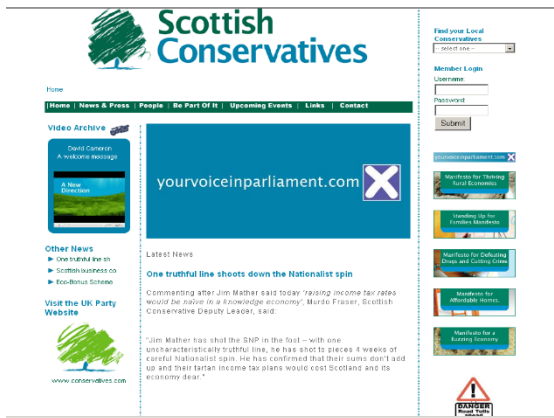 Scottish
Conservatives
Home
|Home | News & Press | People | Be Part Of It | Upcoming Events | Links | Contact
Video Archive
David Cameron
A welcome message
A New
Direction
Other News
One truthful line sh
Scottish business co
Eco-Bonus Scheme
Visit the UK Party
Website
www.conservatives.com
yourvoiceinparliament.com
Latest News
One truthful line shoots down the Nationalist spin
Commenting after Jim Mather said today 'raising income tax rates
would be naive in a knowledge economy', Murdo Fraser, Scottish
Conservative Deputy Leader, said:
"Jim Mather has shot the SNP in the foot – with one
uncharacteristically truthful line, he has shot to pieces 4 weeks of
careful Nationalist spin. He has confirmed that their sums don't add
up and their tartan income tax plans would cost Scotland and its
economy dear."
Find your Local
Conservatives
-- select one --
Member Login
Username:
Password:
Submit
yourvoiceinparliament.com
Manifesto for Thriving
Rural Economies
Standing Up for
Families Manifesto
Manifesto for Defeating
Drugs and Cutting Crime
Manifesto for
Affordable Homes.
Manifesto for a
Buzzing Economy
DANGER
Road Tolls
Ahead